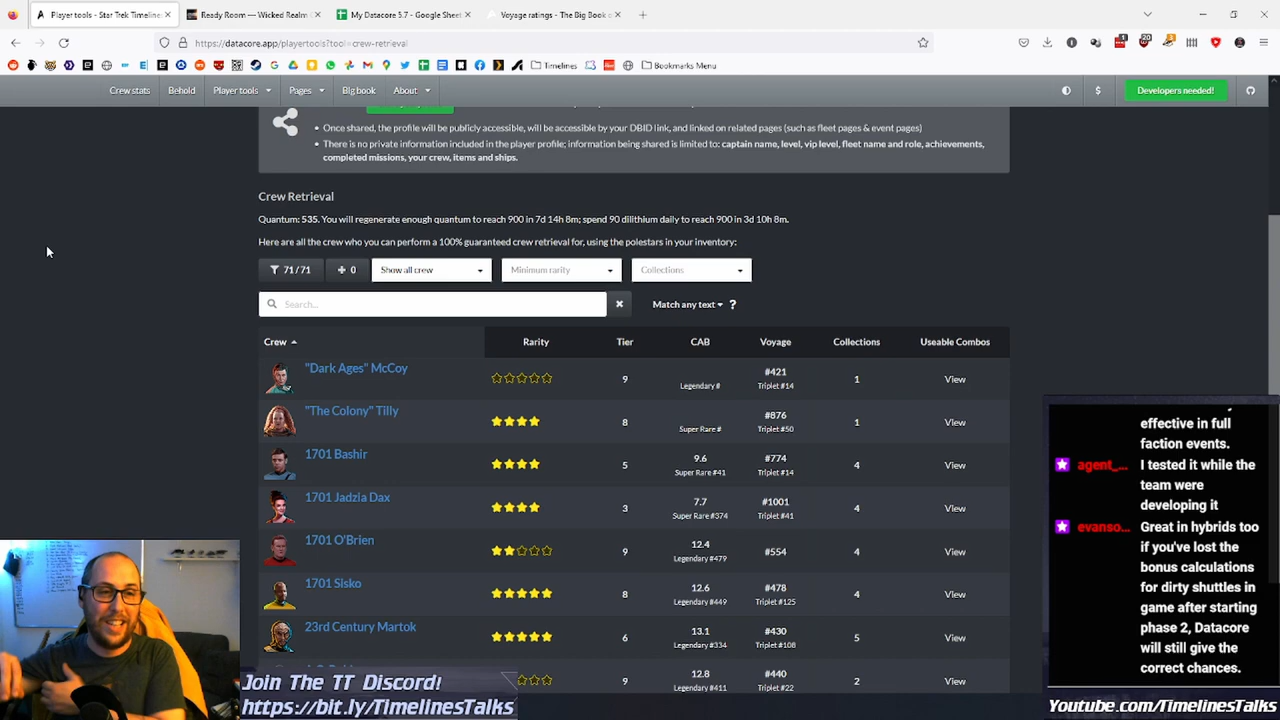 Player tools - Star Trek Timeline
Ready Room — Wicked Realm G
My Datacore 5.7 - Google Sheet
Voyage ratings - The Big Book o
https://datacore.app/playertools?tool=crew-retrieval
Timelines
Bookmarks Menu
Crew stats
Behold
Player tools
Pages
Big book
About
Developers needed!
Once shared, the profile will be publicly accessible, will be accessible by your DBID link, and linked on related pages (such as fleet pages & event pages)
There is no private information included in the player profile; information being shared is limited to: captain name, level, vip level, fleet name and role, achievements,
completed missions, your crew, items and ships.
Crew Retrieval
Quantum: 535. You will regenerate enough quantum to reach 900 in 7d 14h 8m; spend 90 dilithium daily to reach 900 in 3d 10h 8m.
Here are all the crew who you can perform a 100% guaranteed crew retrieval for, using the polestars in your inventory:
71/71 + 0 Show all crew Minimum rarity Collections
Search... × Match any text ?
Crew Rarity Tier CAB Voyage Collections Useable Combos
"Dark Ages" McCoy 9 Legendary # #421 Triplet #14 1 View
"The Colony" Tilly 8 Super Rare # #876 Triplet #50 1 View
1701 Bashir 5 9.6 Super Rare #41 #774 Triplet #14 4 View
1701 Jadzia Dax 3 7.7 Super Rare #374 #1001 Triplet #41 4 View
1701 O'Brien 9 12.4 Legendary #479 #554 4 View
1701 Sisko 8 12.6 Legendary #449 #478 Triplet #125 4 View
23rd Century Martok 6 13.1 Legendary #334 #430 Triplet #108 5 View
9 12.8 Legendary #411 #440 Triplet #22 2 View
effective in full
faction events.
agent_... I tested it while the
team were
developing it
evanso... Great in hybrids too
if you've lost the
bonus calculations
for dirty shuttles in
game after starting
phase 2, Datacore
will still give the
correct chances.
Join The TT Discord!
https://bit.ly/TimelinesTalks
Youtube.com/TimelinesTalks